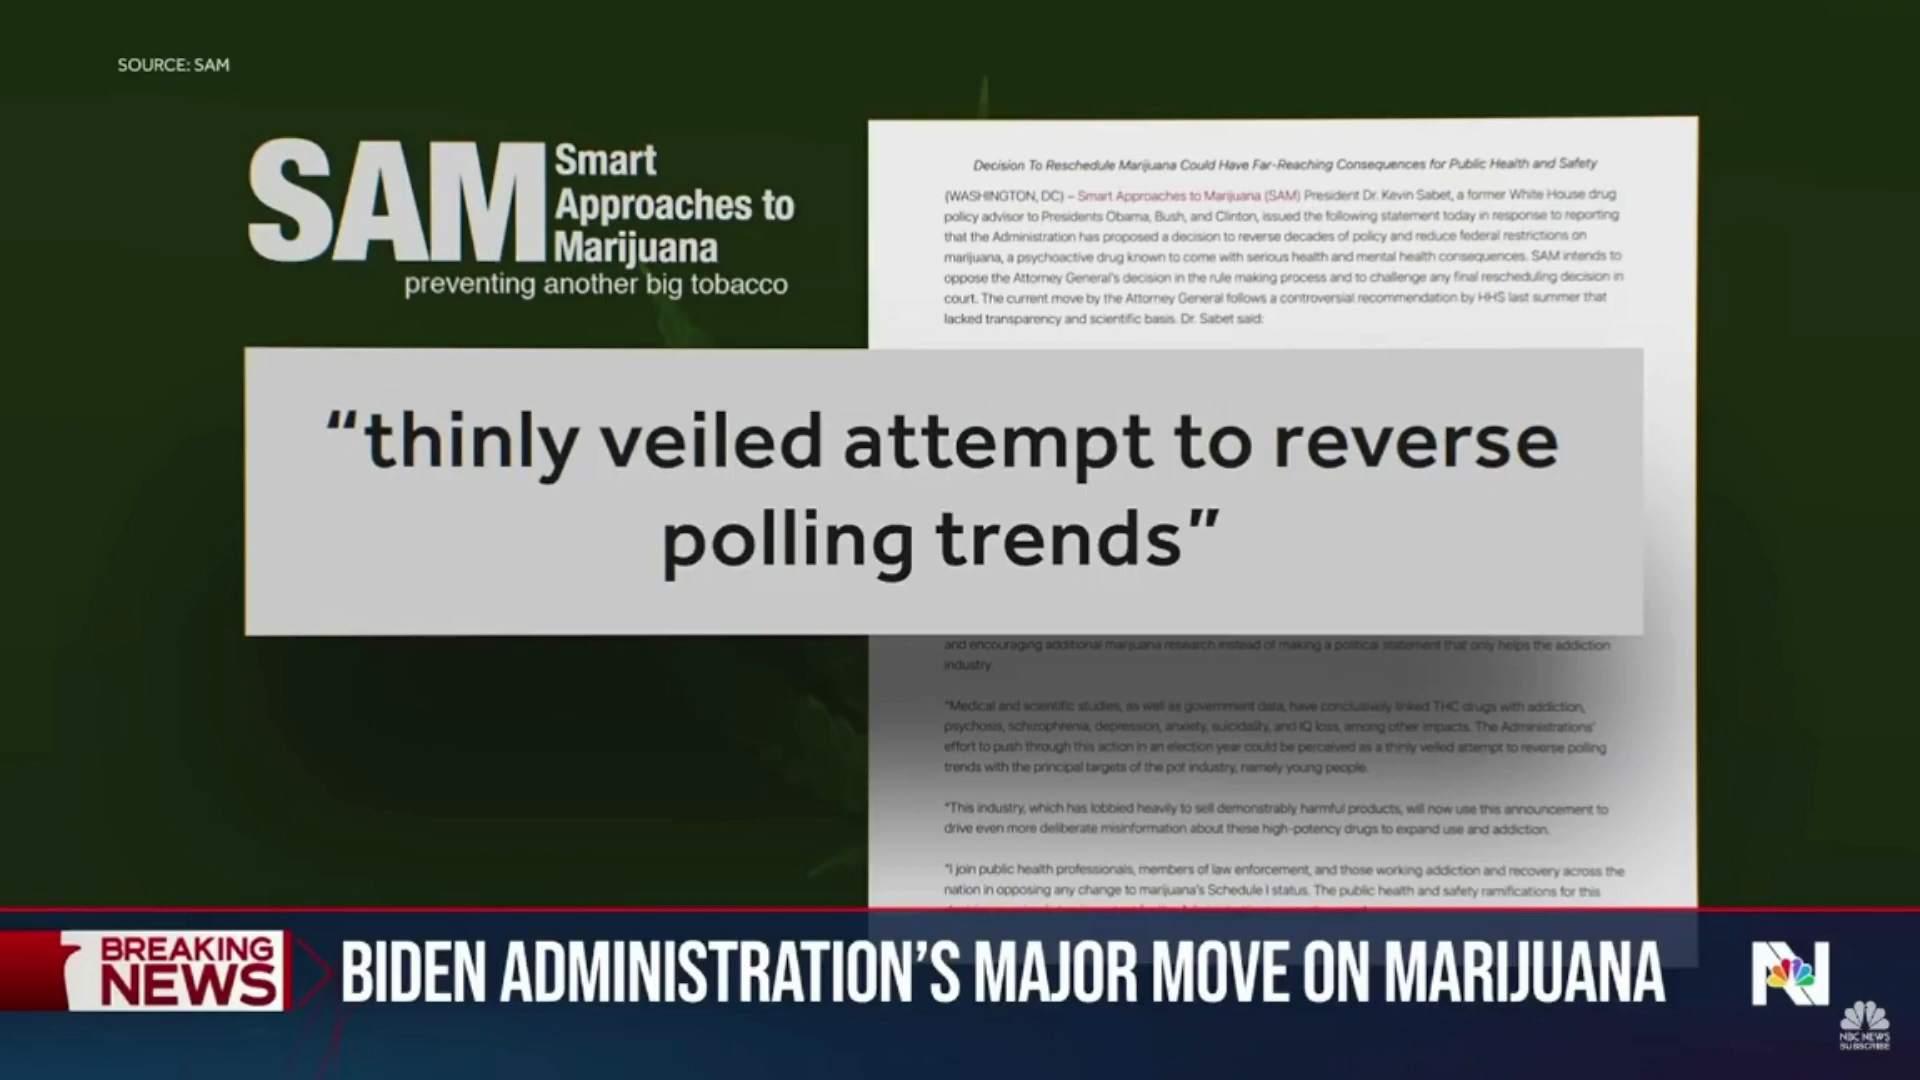 SOURCE: SAM
SAM
Smart
Approaches to
Marijuana
preventing another big tobacco
Decision To Reschedule Marijuana Could Have Far-Reaching Consequences for Public Health and Safety
(WASHINGTON, DC) – Smart Approaches to Marijuana (SAM) President Dr. Kevin Sabet, a former White House drug
policy advisor to Presidents Obama, Bush, and Clinton, issued the following statement today in response to reporting
that the Administration has proposed a decision to reverse decades of policy and reduce federal restrictions on
marijuana, a psychoactive drug known to come with serious health and mental health consequences. SAM intends to
oppose the Attorney General's decision in the rule making process and to challenge any final rescheduling decision in
court. The current move by the Attorney General follows a controversial recommendation by HHS last summer that
lacked transparency and scientific basis. Dr. Sabet said:
“thinly veiled attempt to reverse
polling trends”
and encouraging additional marijuana research instead of making a political statement that only helps the addiction
industry.
"Medical and scientific studies, as well as government data, have conclusively linked THC drugs with addiction,
psychosis, schizophrenia, depression, anxiety, suicidality, and IQ loss, among other impacts. The Administrations'
effort to push through this action in an election year could be perceived as a thinly veiled attempt to reverse polling
trends with the principal targets of the pot industry, namely young people.
"This industry, which has lobbied heavily to sell demonstrably harmful products, will now use this announcement to
drive even more deliberate misinformation about these high-potency drugs to expand use and addiction.
"I join public health professionals, members of law enforcement, and those working addiction and recovery across the
nation in opposing any change to marijuana's Schedule I status. The public health and safety ramifications for this
BREAKING
NEWS
BIDEN ADMINISTRATION’S MAJOR MOVE ON MARIJUANA
N
NBC NEWS
SUBSCRIBE